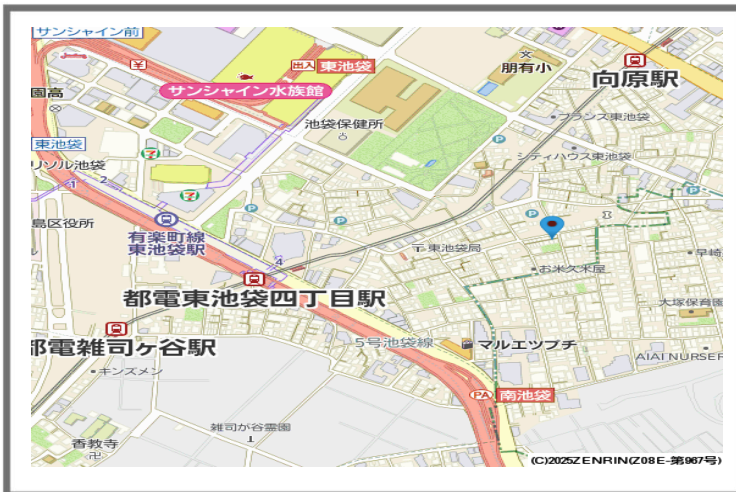 サンシャイン前
出入
東池袋
サンシャイン水族館
朋有小
向原駅
園高
池袋保健所
フランス東池袋
東池袋
リソル池袋
シティハウス東池袋
1
2
P
島区役所
有楽町線
東池袋駅
4
〒東池袋局
お米久米屋
早崎
都電東池袋四丁目駅
大塚保育園
都電雑司ヶ谷駅
5号池袋線
マルエツプチ
AIAI NURSER
キンズメン
PA
南池袋
雑司が谷霊園
香教寺
(C)2025ZENRIN(Z08E-第967号)